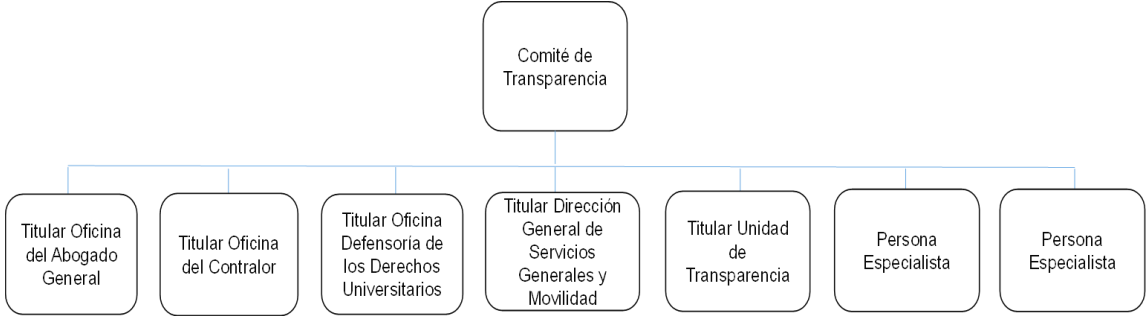 Comité de
Transparencia
Titular Oficina
del Abogado
General
Titular Oficina
del Contralor
Titular Oficina
Defensoría de
los Derechos
Universitarios
Titular Dirección
General de
Servicios
Generales y
Movilidad
Titular Unidad
de
Transparencia
Persona
Especialista
Persona
Especialista